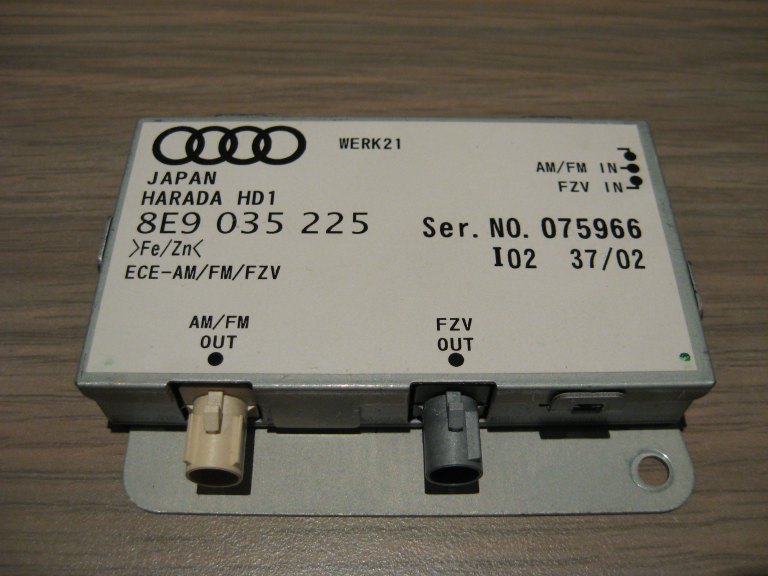 WERK21
AM/FM IN
FZV IN
JAPAN
HARADA HD1
8E9 035 225
Ser. NO. 075966
>Fe/Zn<
I02 37/02
ECE-AM/FM/FZV
AM/FM
OUT
FZV
OUT